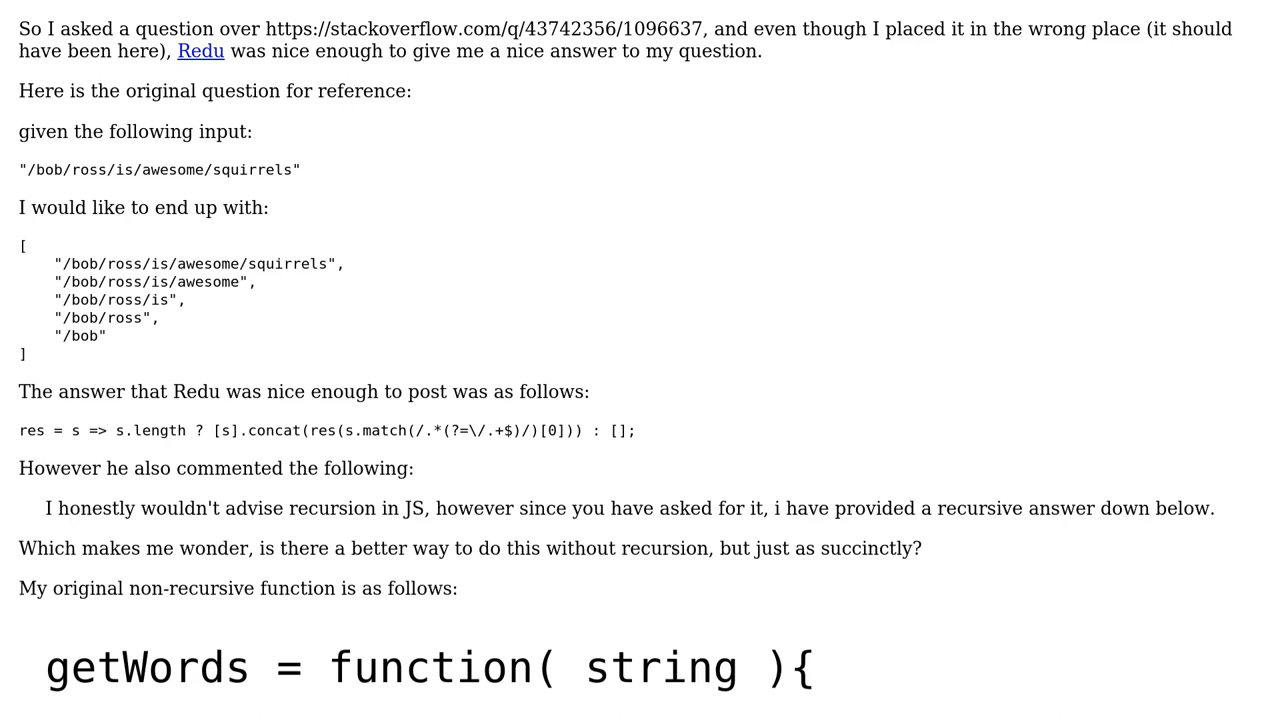 So I asked a question over https://stackoverflow.com/q/43742356/1096637, and even though I placed it in the wrong place (it should
have been here), Redu was nice enough to give me a nice answer to my question.
Here is the original question for reference:
given the following input:
"/bob/ross/is/awesome/squirrels"
I would like to end up with:
[
    "/bob/ross/is/awesome/squirrels",
    "/bob/ross/is/awesome",
    "/bob/ross/is",
    "/bob/ross",
    "/bob"
]
The answer that Redu was nice enough to post was as follows:
res = s => s.length ? [s].concat(res(s.match(/.*(?=\/.+$)/)[0])) : [];
However he also commented the following:
I honestly wouldn't advise recursion in JS, however since you have asked for it, i have provided a recursive answer down below.
Which makes me wonder, is there a better way to do this without recursion, but just as succinctly?
My original non-recursive function is as follows:
getWords = function( string ){